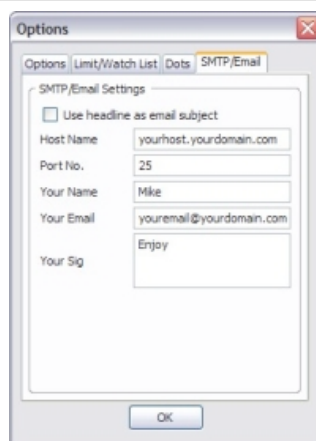 Options
Options Limit/Watch List Dots SMTP/Email
SMTP/Email Settings
Use headline as email subject
Host Name yourhost.yourdomain.com
Port No. 25
Your Name Mike
Your Email youremail@yourdomain.com
Your Sig Enjoy
OK